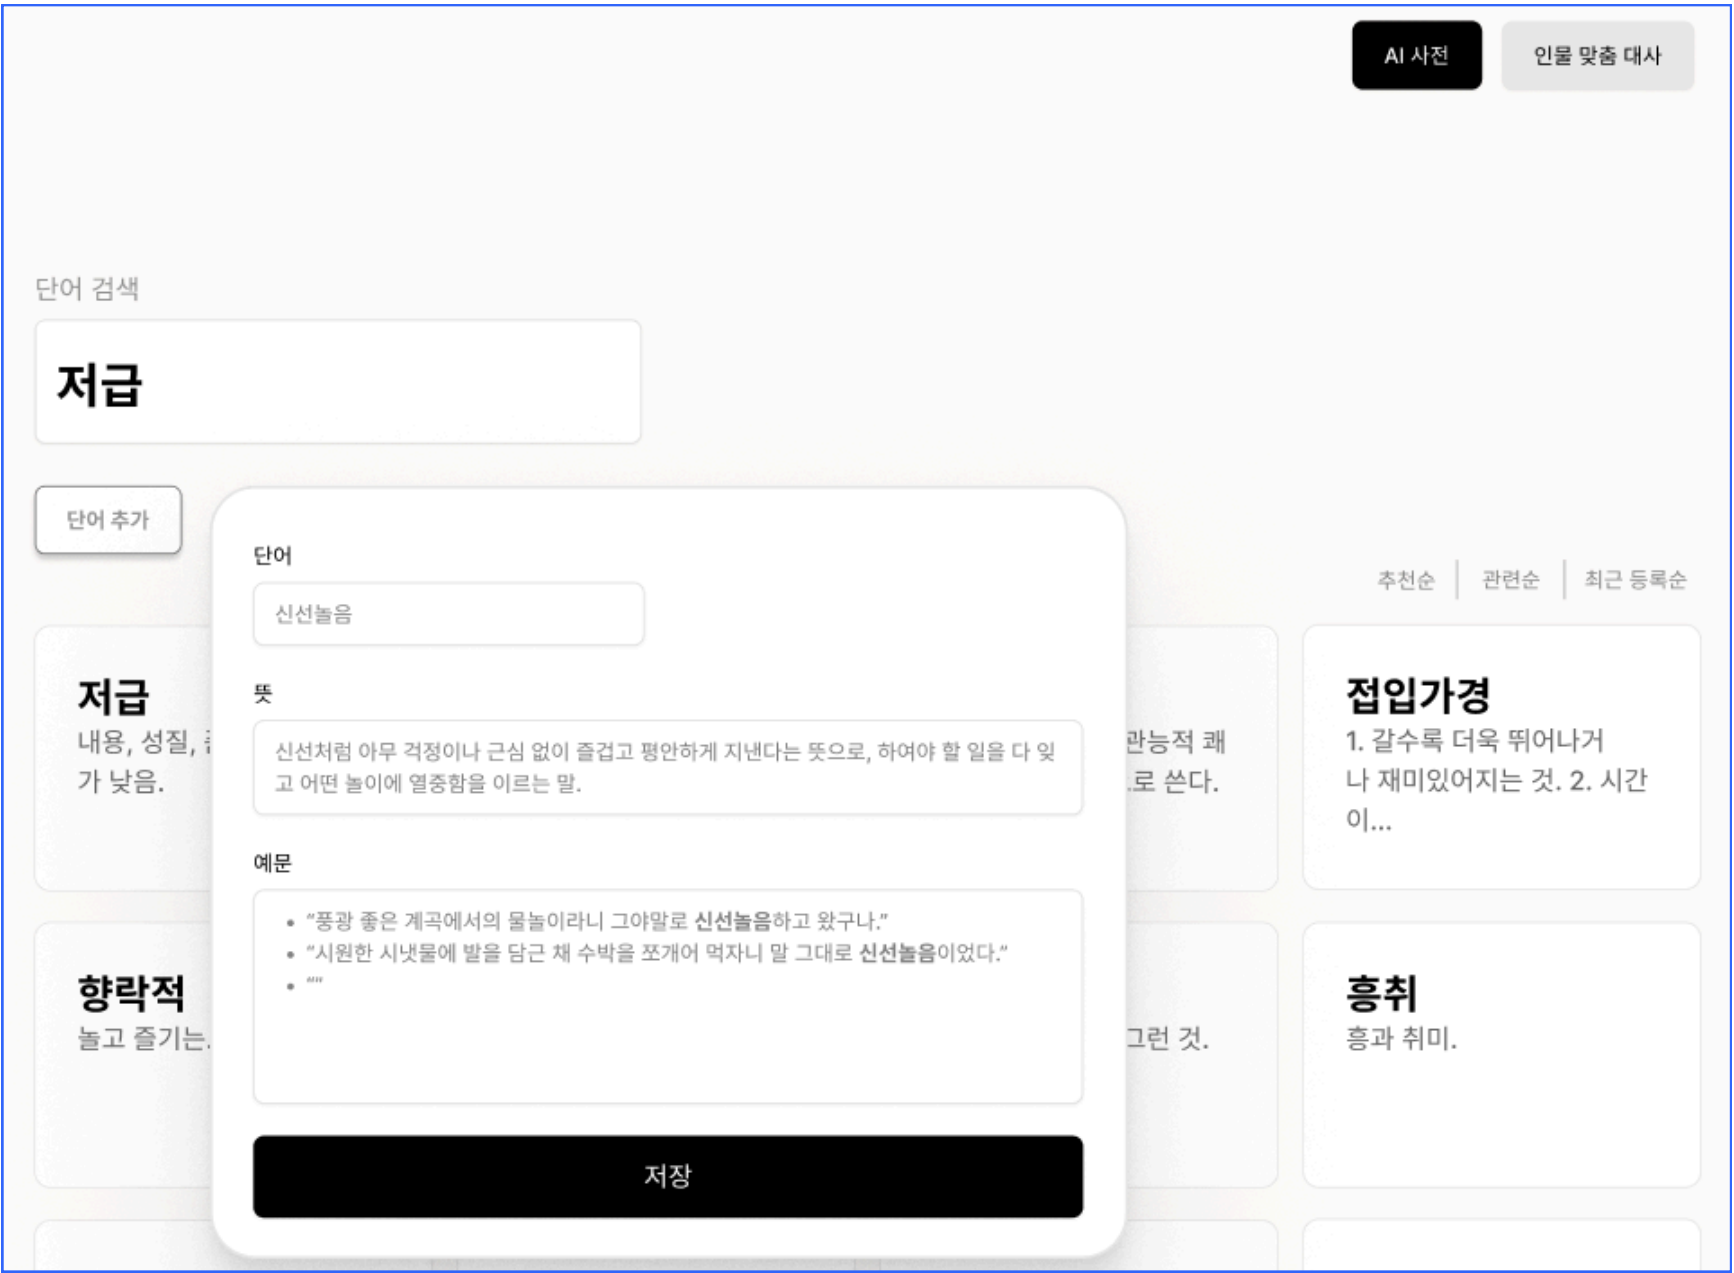 AI 사전
인물 맞춤 대사
단어 검색
저급
단어 추가
추천순
관련순
최근 등록순
저급
내용, 성질,
가 낮음.
향락적
놀고 즐기는.
단어
신선놀음
뜻
신선처럼 아무 걱정이나 근심 없이 즐겁고 평안하게 지낸다는 뜻으로, 하여야 할 일을 다 잊
고 어떤 놀이에 열중함을 이르는 말.
예문
• “풍광 좋은 계곡에서의 물놀이라니 그야말로 신선놀음하고 왔구나.”
• “시원한 시냇물에 발을 담근 채 수박을 쪼개어 먹자니 말 그대로 신선놀음이었다.”
• “”
저장
관능적 쾌
로 쓴다.
그런 것.
접입가경
1. 갈수록 더욱 뛰어나거
나 재미있어지는 것. 2. 시간
이...
흥취
흥과 취미.